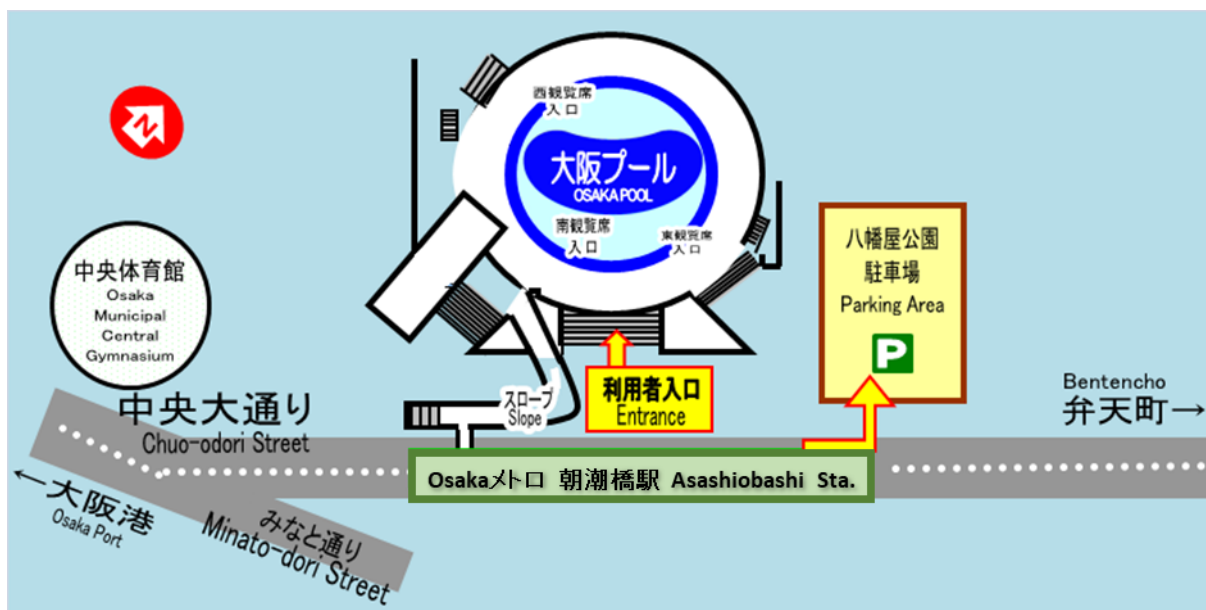 N
西観覧席
入口
大阪プール
OSAKA POOL
南観覧席
入口
東観覧席
入口
八幡屋公園
駐車場
Parking Area
P
中央体育館
Osaka
Municipal
Central
Gymnasium
利用者入口
Entrance
スロープ
Slope
Bentencho
弁天町→
中央大通り
Chuo-odori Street
Osakaメトロ 朝潮橋駅 Asashiobashi Sta.
←大阪港
Osaka Port
みなと通り
Minato-dori Street